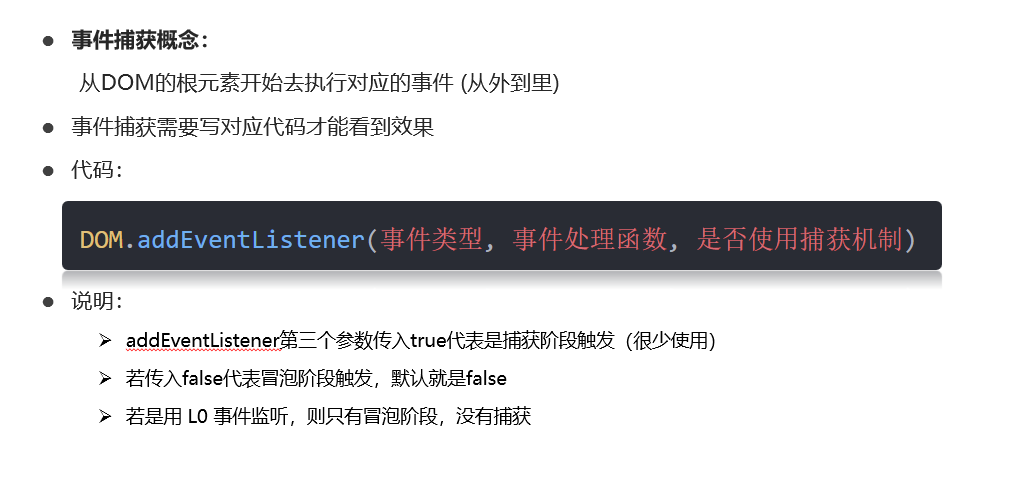 事件捕获概念：
从DOM的根元素开始去执行对应的事件 (从外到里)
事件捕获需要写对应代码才能看到效果
代码：
DOM.addEventListener(事件类型, 事件处理函数, 是否使用捕获机制)
说明：
addEventListener第三个参数传入true代表是捕获阶段触发（很少使用）
若传入false代表冒泡阶段触发，默认就是false
若是用 L0 事件监听，则只有冒泡阶段，没有捕获